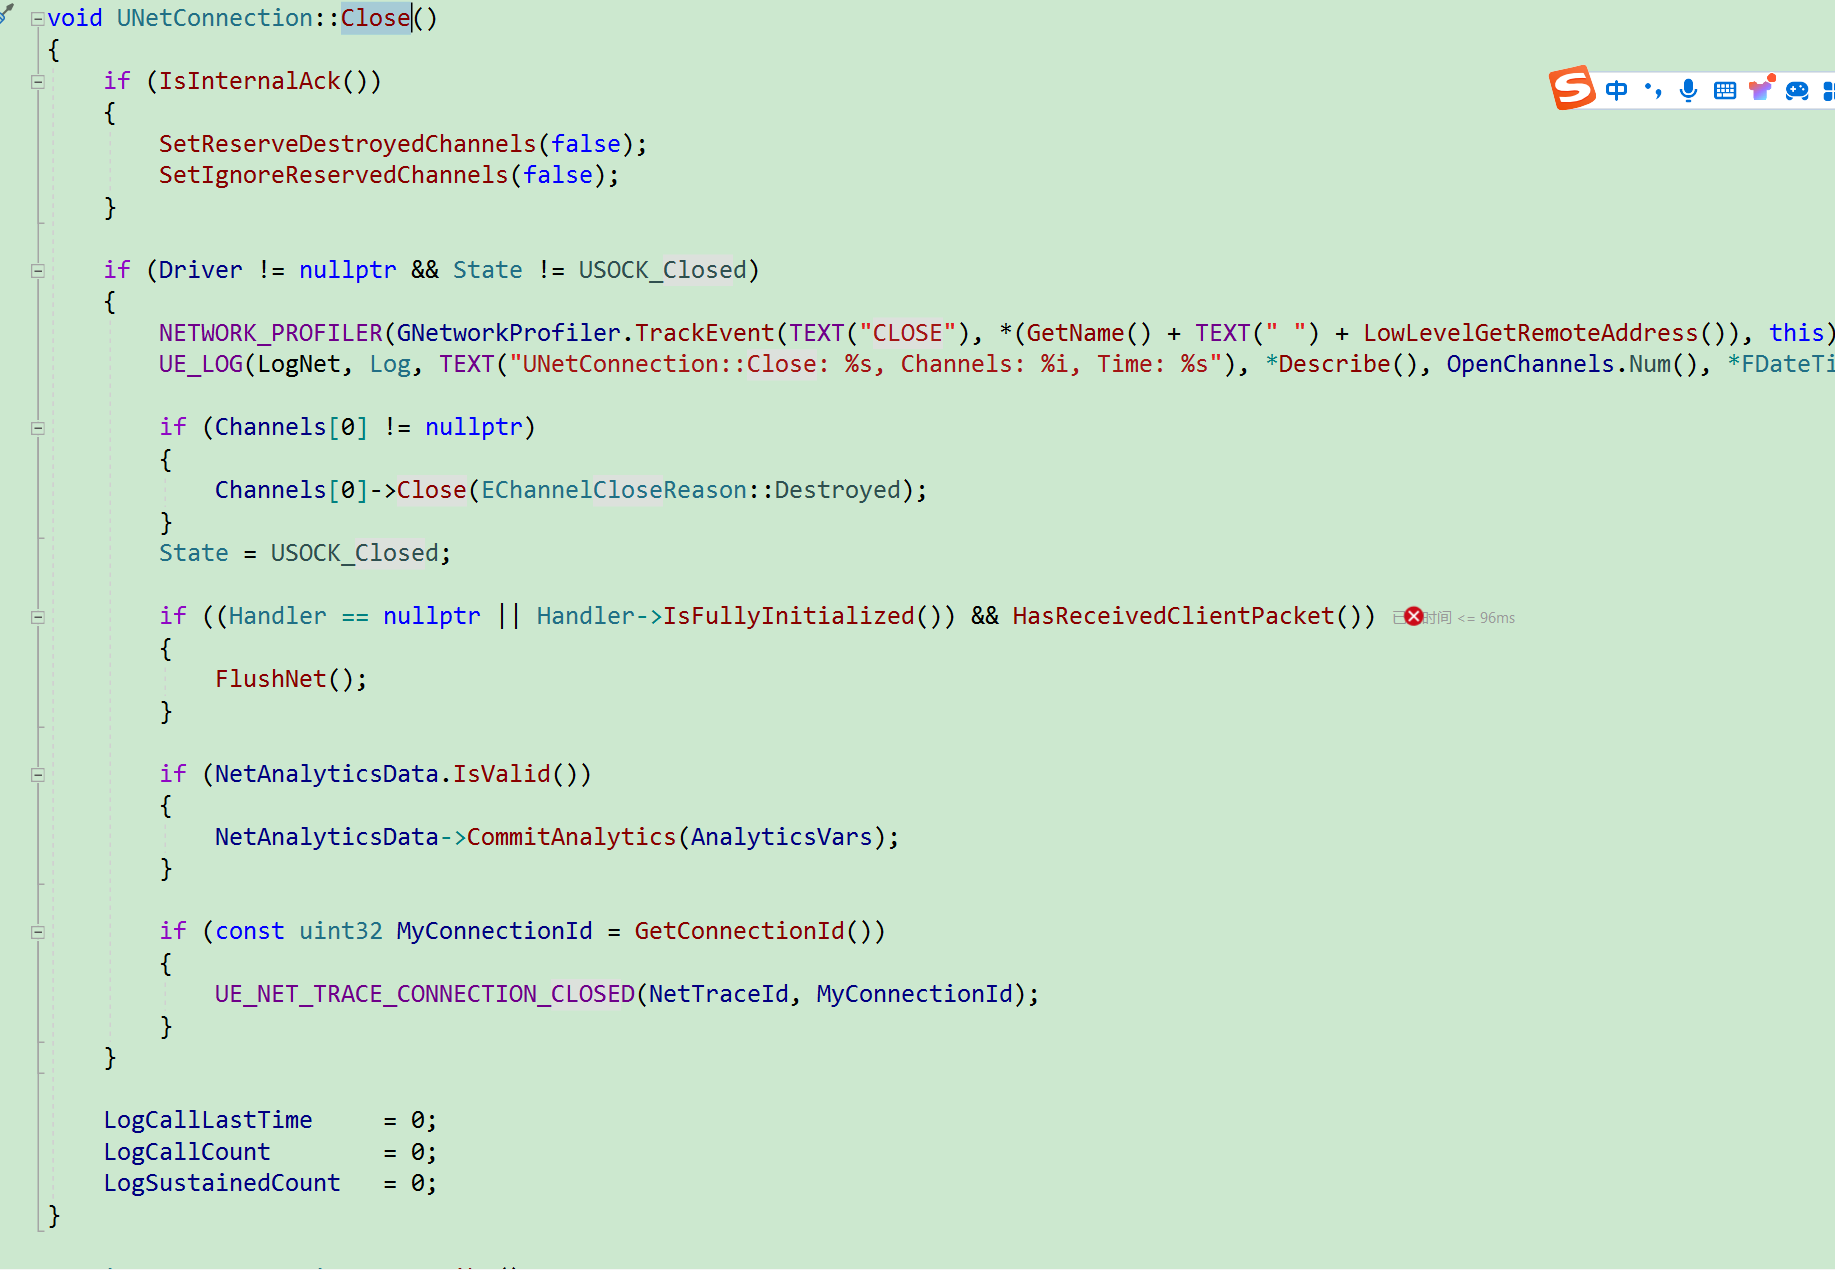 void UNetConnection::Close()
{
    if (IsInternalAck())
    {
        SetReserveDestroyedChannels(false);
        SetIgnoreReservedChannels(false);
    }
    if (Driver != nullptr && State != USOCK_Closed)
    {
        NETWORK_PROFILER(GNetworkProfiler.TrackEvent(TEXT("CLOSE"), *(GetName() + TEXT(" ") + LowLevelGetRemoteAddress()), this)
        UE_LOG(LogNet, Log, TEXT("UNetConnection::Close: %s, Channels: %i, Time: %s"), *Describe(), OpenChannels.Num(), *FDateTi
        if (Channels[0] != nullptr)
        {
            Channels[0]->Close(EChannelCloseReason::Destroyed);
        }
        State = USOCK_Closed;
        if ((Handler == nullptr || Handler->IsFullyInitialized()) && HasReceivedClientPacket()) 已 时间 <= 96ms
        {
            FlushNet();
        }
        if (NetAnalyticsData.IsValid())
        {
            NetAnalyticsData->CommitAnalytics(AnalyticsVars);
        }
        if (const uint32 MyConnectionId = GetConnectionId())
        {
            UE_NET_TRACE_CONNECTION_CLOSED(NetTraceId, MyConnectionId);
        }
    }
    LogCallLastTime     = 0;
    LogCallCount        = 0;
    LogSustainedCount   = 0;
}
S 中